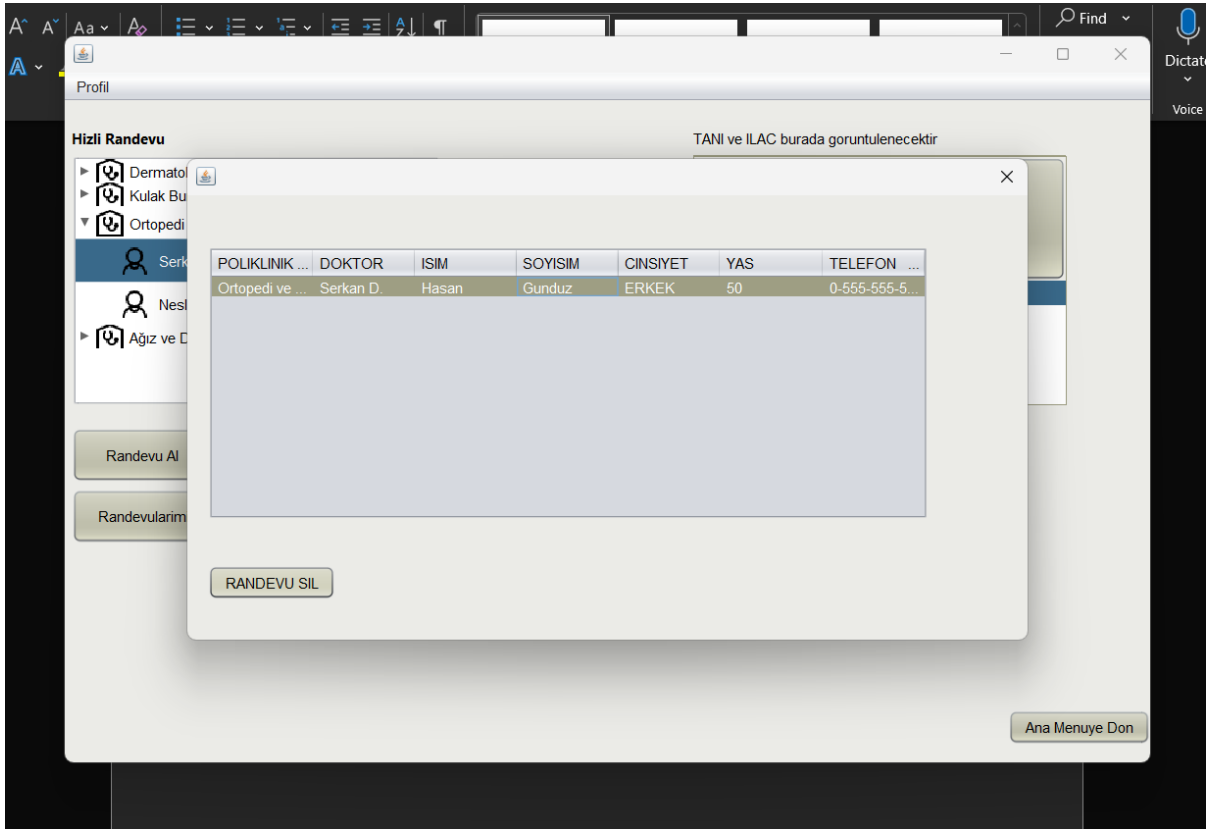 Aa
Find
Dictate
Voice
Profil
Hizli Randevu
TANI ve ILAC burada goruntulenecektir
Dermatol
Kulak Bu
Ortopedi
Serk
Nesl
Ağız ve D
POLIKLINIK ... DOKTOR ISIM SOYISIM CINSIYET YAS TELEFON ...
Ortopedi ve ... Serkan D. Hasan Gunduz ERKEK 50 0-555-555-5...
Randevu Al
Randevularim
RANDEVU SIL
Ana Menuye Don